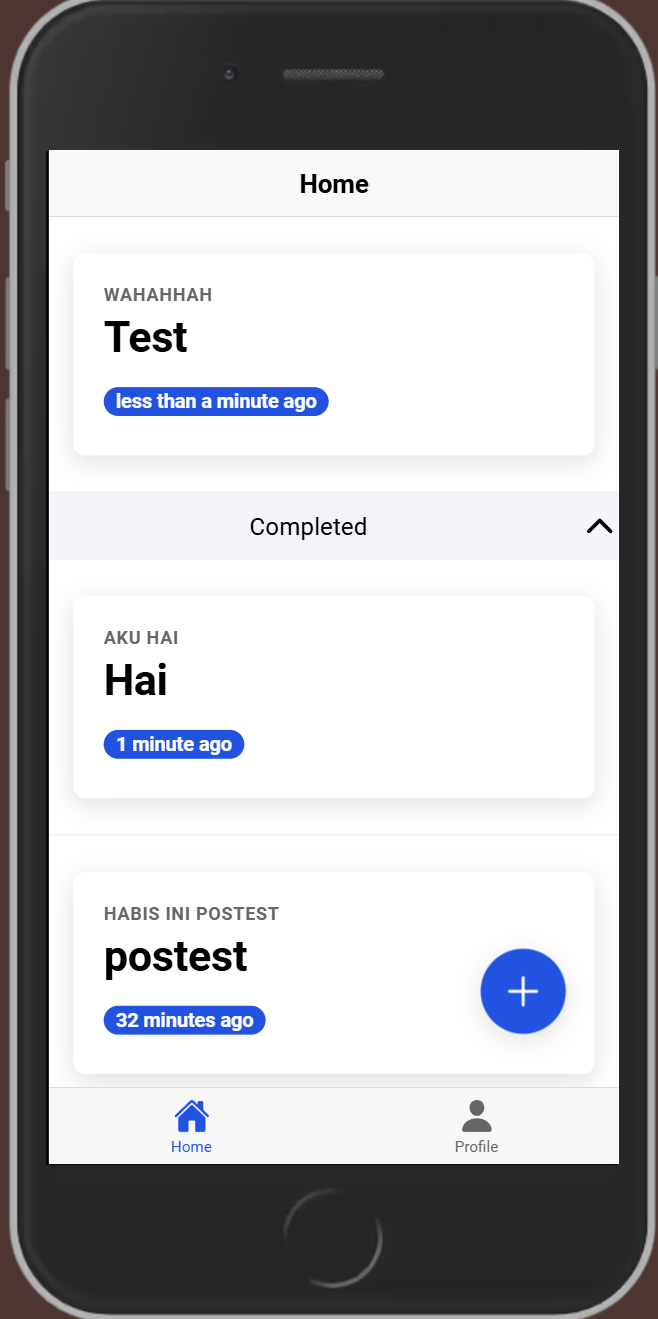 Home
WAHAHHAH
Test
less than a minute ago
Completed
AKU HAI
Hai
1 minute ago
HABIS INI POSTEST
postest
32 minutes ago
Home
Profile